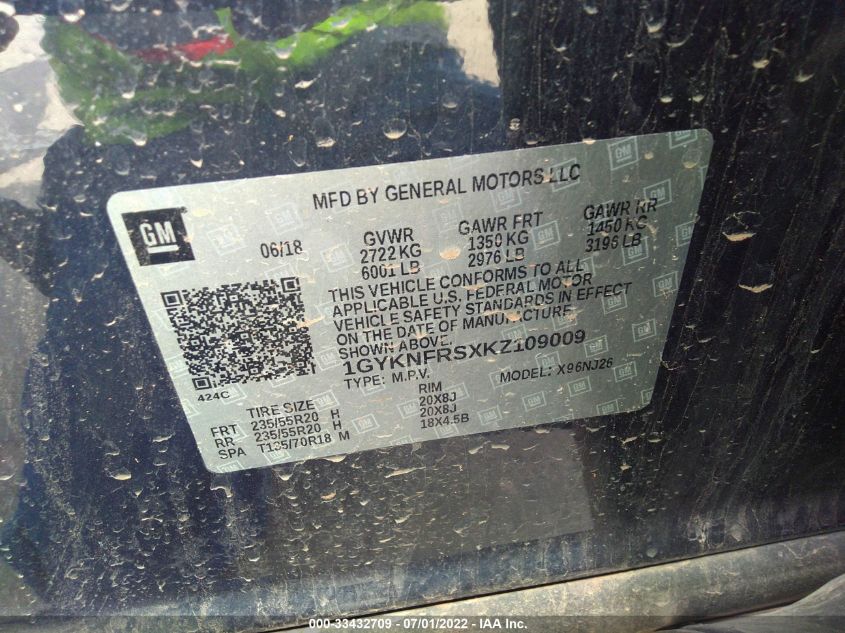 MFD BY GENERAL MOTORS LLC
GM
06/18 GVWR GAWR FRT GAWR RR
2722 KG 1350 KG 1450 KG
6001 LB 2976 LB 3196 LB
THIS VEHICLE CONFORMS TO ALL
APPLICABLE U.S. FEDERAL MOTOR
VEHICLE SAFETY STANDARDS IN EFFECT
ON THE DATE OF MANUFACTURE
SHOWN ABOVE.
1GYKNFRSXKZ109009
TYPE: M.P.V. MODEL: X96NJ26
424C
TIRE SIZE RIM
FRT 235/55R20 H 20X8J
RR 235/55R20 H 20X8J
SPA T135/70R18 M 18X4.5B
000-33432709 - 07/01/2022 - IAA Inc.